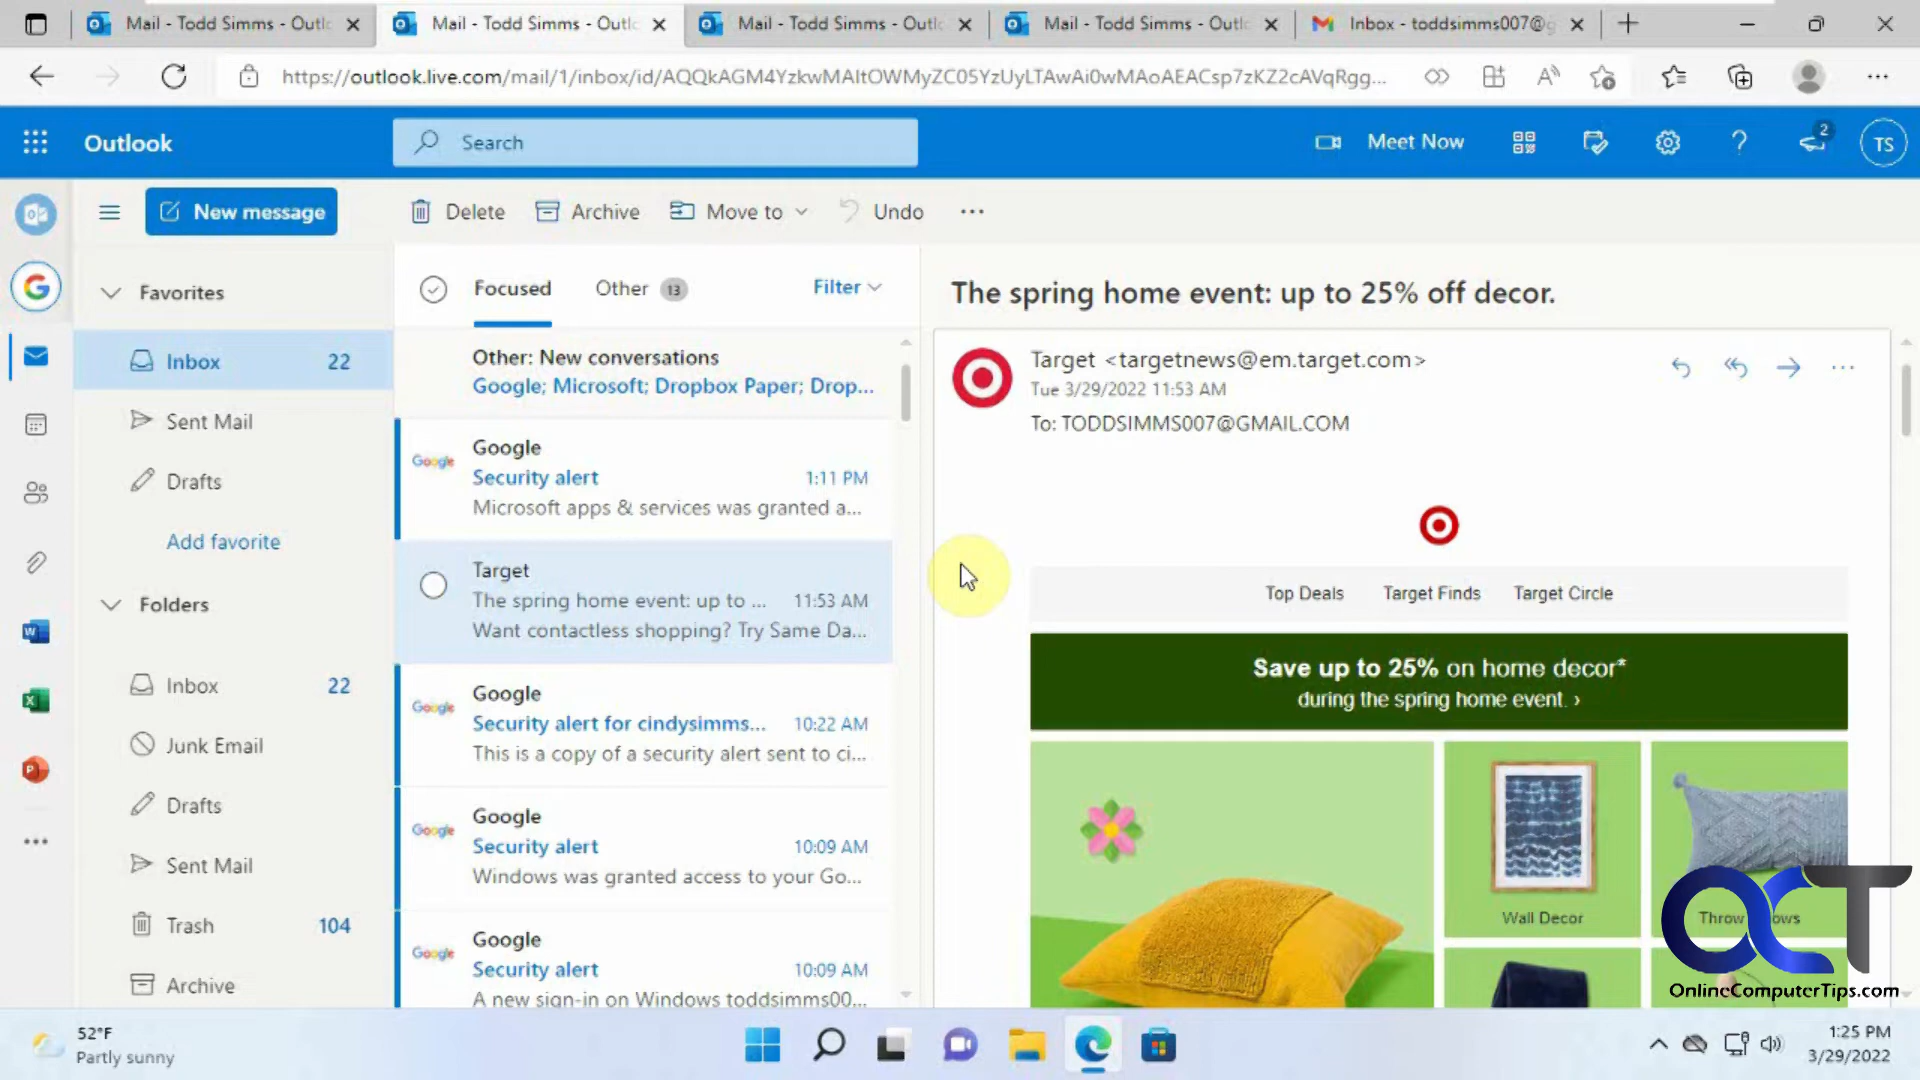 Mail - Todd Simms - Outlo
Mail - Todd Simms - Outlo
Mail - Todd Simms - Outlo
Mail - Todd Simms - Outlo
Inbox - toddsimms007@g
https://outlook.live.com/mail/1/inbox/id/AQQkAGM4YzkwMAItOWMyZC05YzUyLTAwAi0wMAoAEACsp7zKZ2cAVqRgg...
Outlook
Search
Meet Now
2
TS
New message
Delete
Archive
Move to
Undo
Favorites
Inbox 22
Sent Mail
Drafts
Add favorite
Folders
Inbox 22
Junk Email
Drafts
Sent Mail
Trash 104
Archive
Focused
Other 13
Filter
Other: New conversations
Google; Microsoft; Dropbox Paper; Drop...
Google
Google
Security alert 1:11 PM
Microsoft apps & services was granted a...
Target
The spring home event: up to ... 11:53 AM
Want contactless shopping? Try Same Da...
Google
Google
Security alert for cindysimms... 10:22 AM
This is a copy of a security alert sent to ci...
Google
Google
Security alert 10:09 AM
Windows was granted access to your Go...
Google
Google
Security alert 10:09 AM
A new sign-in on Windows toddsimms00...
The spring home event: up to 25% off decor.
Target <targetnews@em.target.com>
Tue 3/29/2022 11:53 AM
To: TODDSIMMS007@GMAIL.COM
Top Deals Target Finds Target Circle
Save up to 25% on home decor*
during the spring home event. ›
Wall Decor
Throw
OCT
OnlineComputerTips.com
52°F
Partly sunny
1:25 PM
3/29/2022